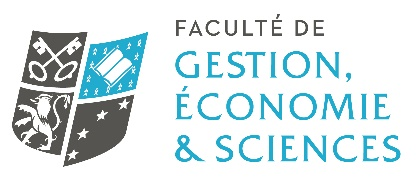 FACULTÉ DE
GESTION,
ÉCONOMIE
& SCIENCES